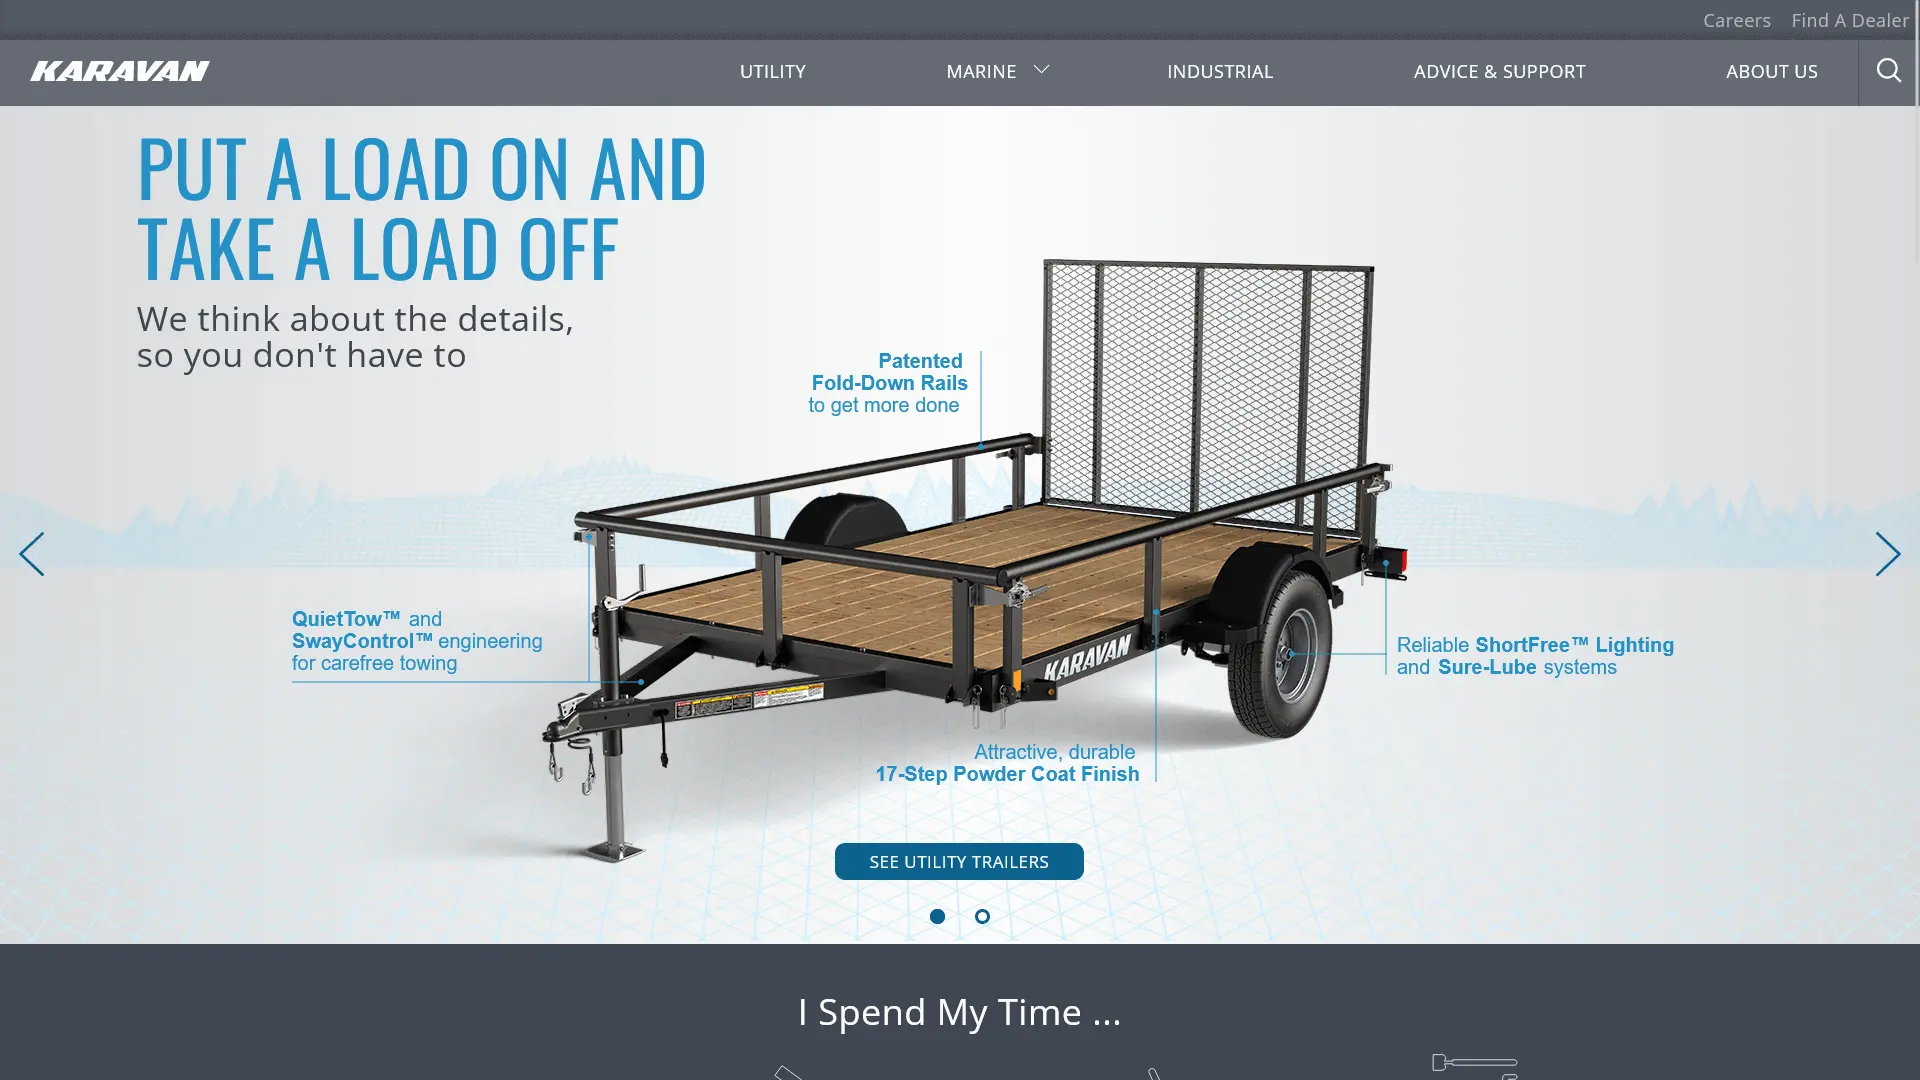 Careers Find A Dealer
KARAVAN
UTILITY MARINE INDUSTRIAL ADVICE & SUPPORT ABOUT US
PUT A LOAD ON AND
TAKE A LOAD OFF
We think about the details,
so you don't have to
Patented
Fold-Down Rails
to get more done
QuietTow™ and
SwayControl™ engineering
for carefree towing
KARAVAN
Reliable ShortFree™ Lighting
and Sure-Lube systems
Attractive, durable
17-Step Powder Coat Finish
SEE UTILITY TRAILERS
I Spend My Time ...